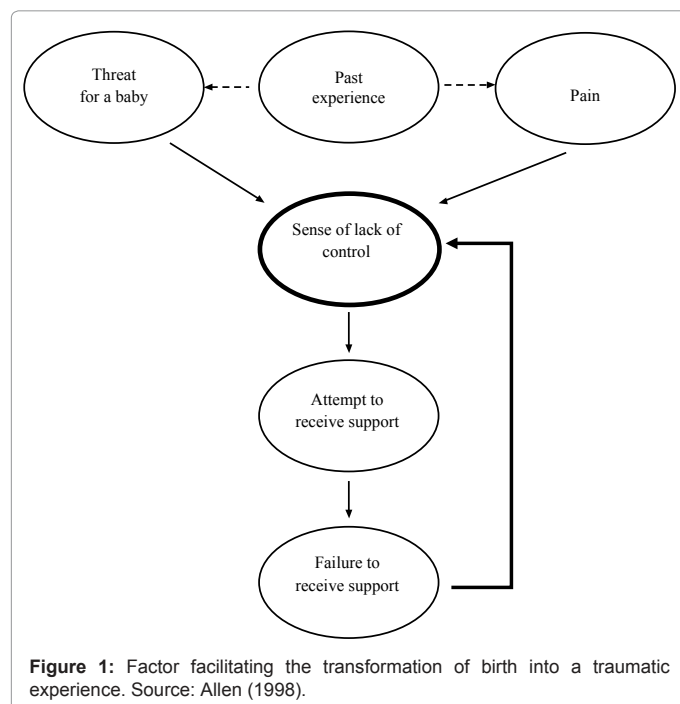 Threat
for a baby
Past
experience
Pain
Sense of lack of
control
Attempt to
receive support
Failure to
receive support
Figure 1: Factor facilitating the transformation of birth into a traumatic
experience. Source: Allen (1998).